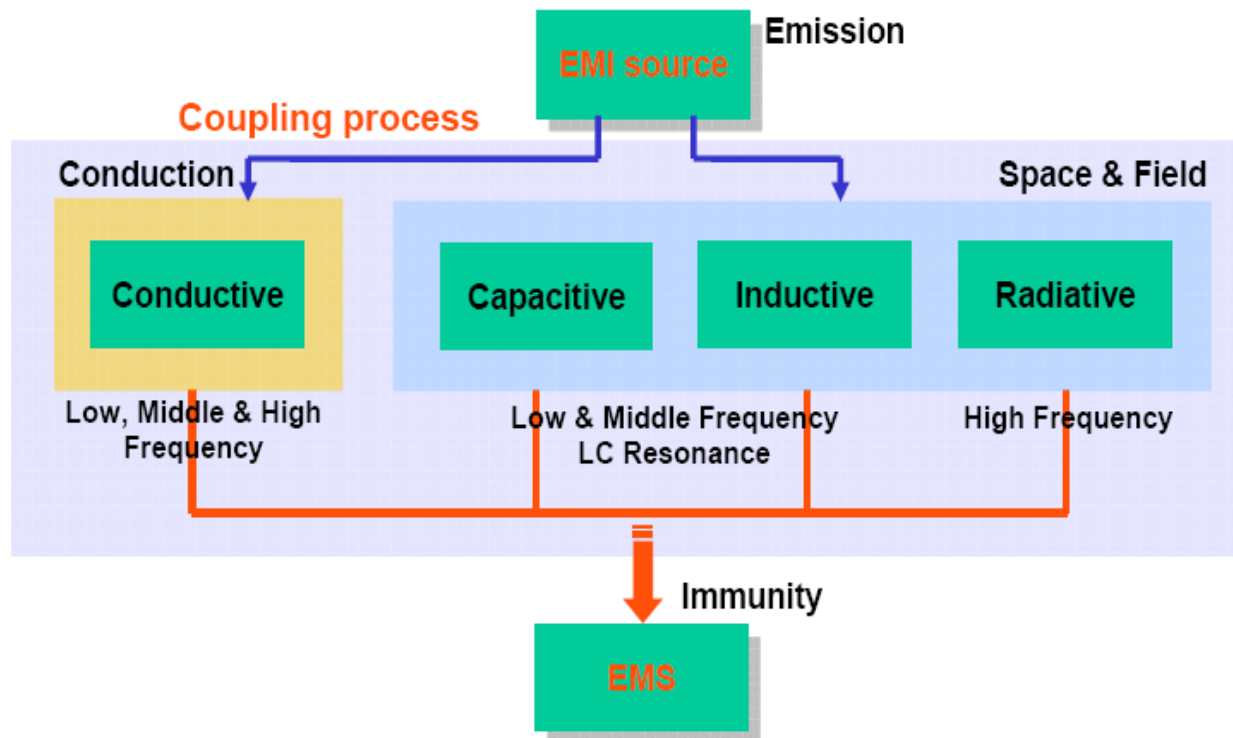 EMI source
Emission
Coupling process
Conduction
Space & Field
Conductive
Capacitive
Inductive
Radiative
Low, Middle & High
Frequency
Low & Middle Frequency
LC Resonance
High Frequency
Immunity
EMS